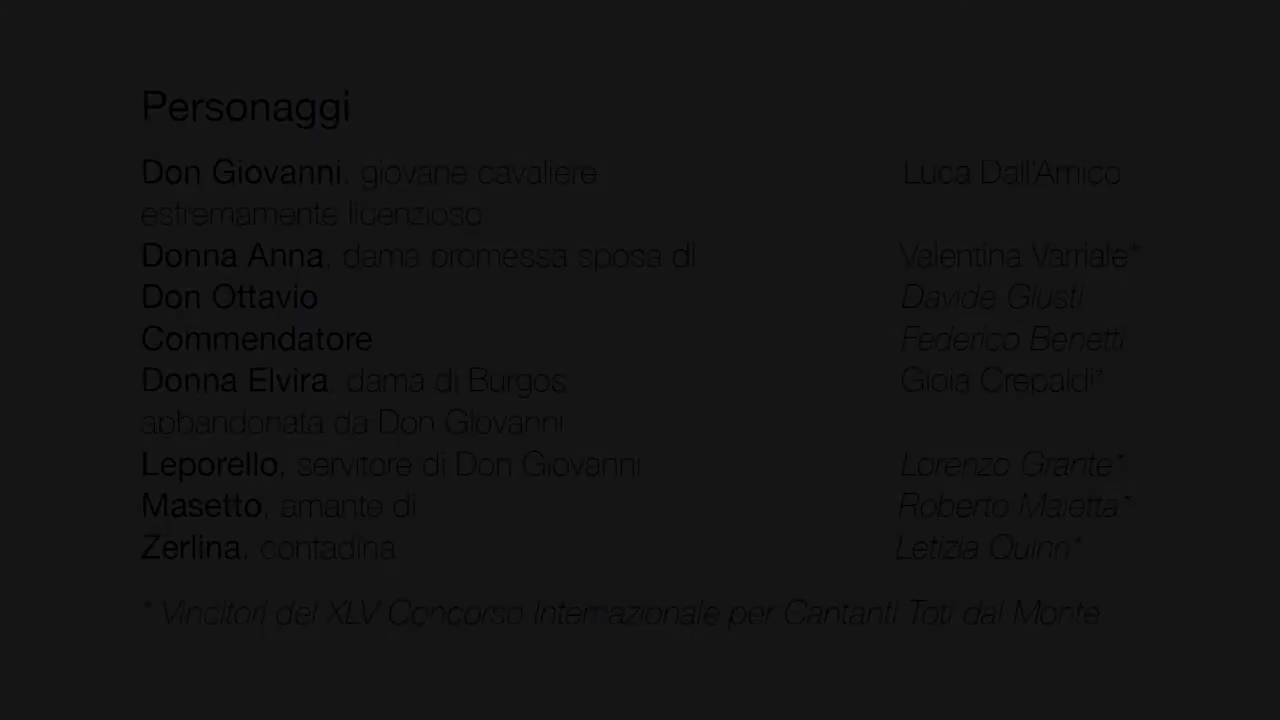 Personaggi
Don Giovanni, giovane cavaliere Luca Dall'Amico
estremamente licenzioso
Donna Anna, dama promessa sposa di Valentina Varriale*
Don Ottavio Davide Giusti
Commendatore Federico Benetti
Donna Elvira, dama di Burgos Gioia Crepaldi*
abbandonata da Don Giovanni
Leporello, servitore di Don Giovanni Lorenzo Grante*
Masetto, amante di Roberto Maietta*
Zerlina, contadina Letizia Quinn*
* Vincitori del XLV Concorso Internazionale per Cantanti Toti dal Monte